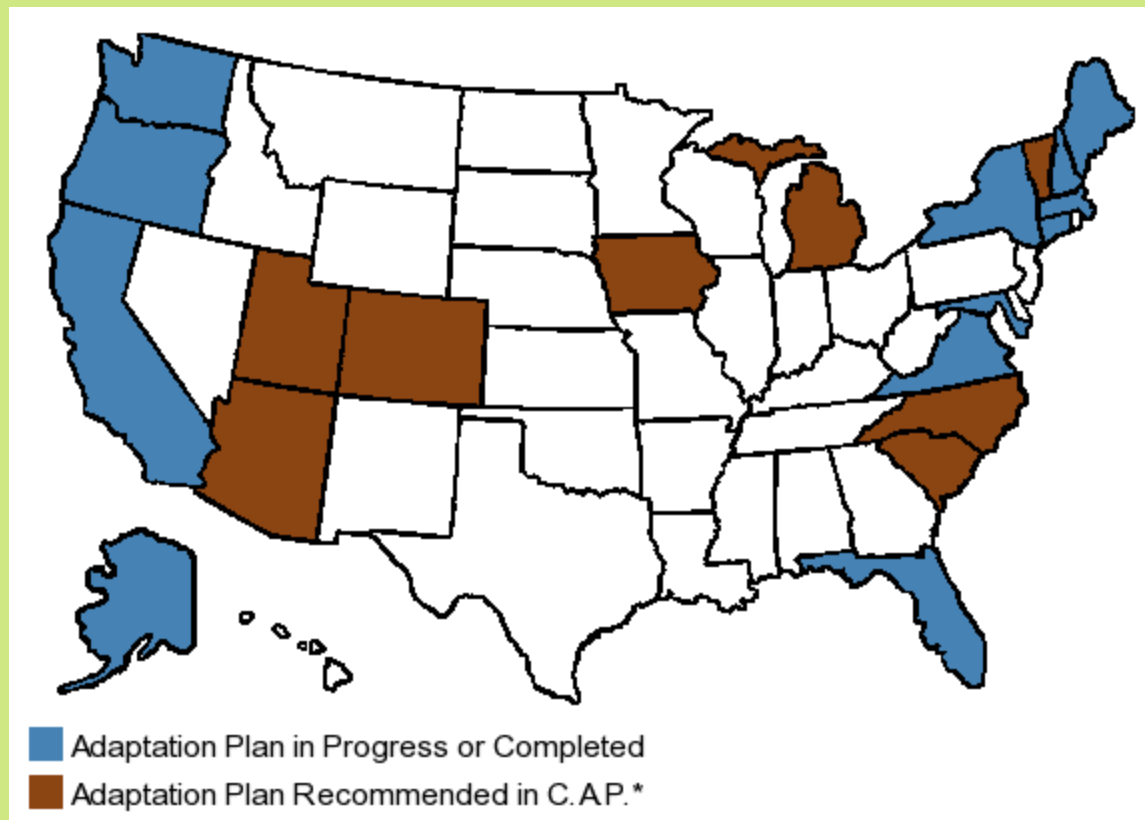 Adaptation Plan in Progress or Completed
Adaptation Plan Recommended in C.A.P.*